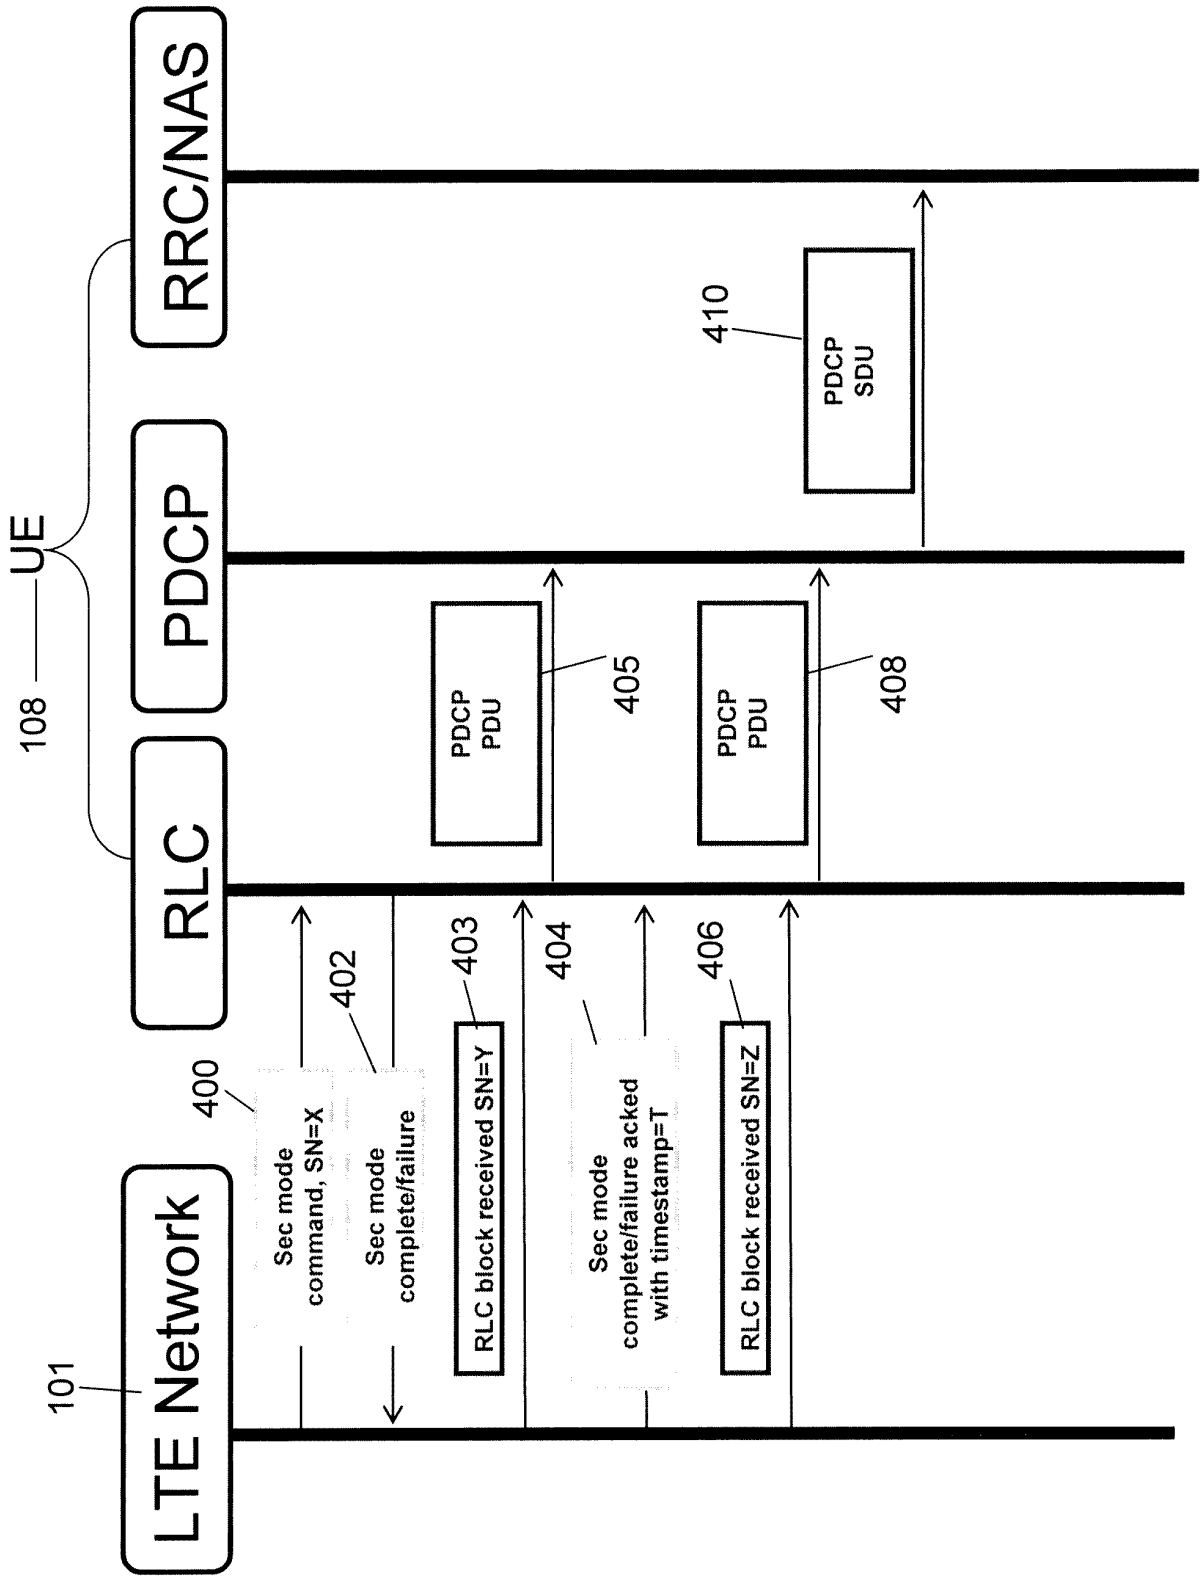 108
UE
101
LTE Network
RLC
PDCP
RRC/NAS
400
Sec mode
command, SN=X
402
Sec mode
complete/failure
403
RLC block received SN=Y
PDCP
PDU
405
404
Sec mode
complete/failure acked
with timestamp=T
406
RLC block received SN=Z
PDCP
PDU
408
410
PDCP
SDU